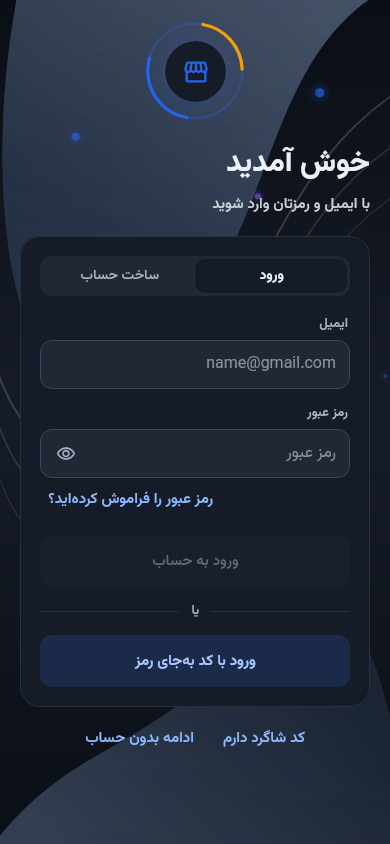 خوش آمدید
با ایمیل و رمزتان وارد شوید
ورود
ساخت حساب
ایمیل
name@gmail.com
رمز عبور
رمز عبور
رمز عبور را فراموش کرده‌اید؟
ورود به حساب
یا
ورود با کد به‌جای رمز
کد شاگرد دارم
ادامه بدون حساب